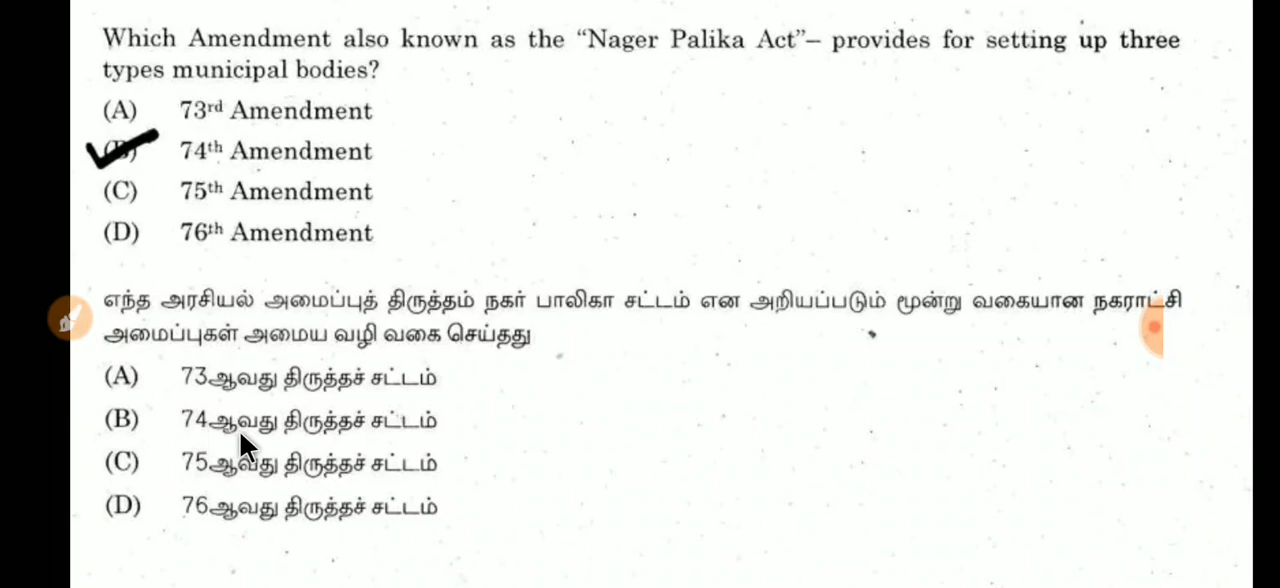 Which Amendment also known as the “Nager Palika Act”– provides for setting up three
types municipal bodies?
(A) 73rd Amendment
(B) 74th Amendment
(C) 75th Amendment
(D) 76th Amendment
எந்த அரசியல் அமைப்புத் திருத்தம் நகர் பாலிகா சட்டம் என அறியப்படும் மூன்று வகையான நகராட்சி
அமைப்புகள் அமைய வழி வகை செய்தது
(A) 73ஆவது திருத்தச் சட்டம்
(B) 74ஆவது திருத்தச் சட்டம்
(C) 75ஆவது திருத்தச் சட்டம்
(D) 76ஆவது திருத்தச் சட்டம்